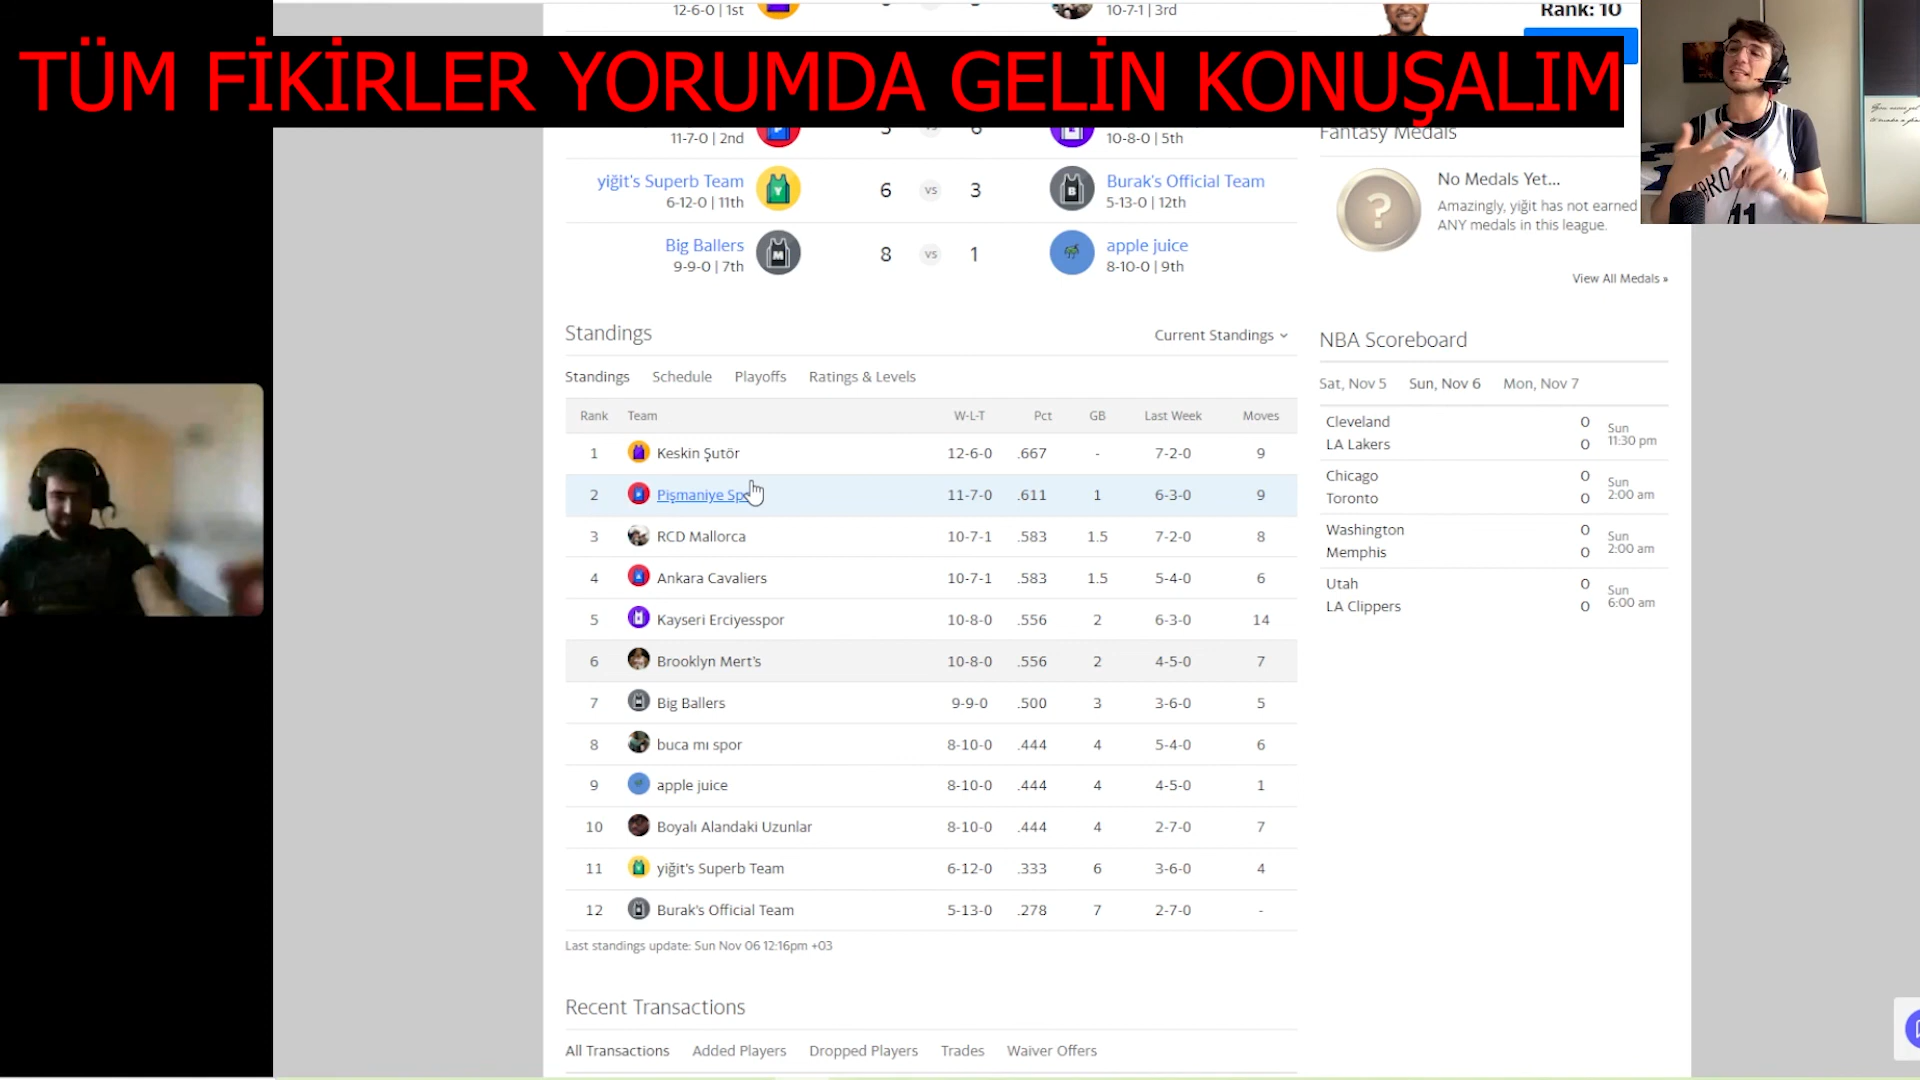 12-6-0 | 1st
10-7-1 | 3rd
Rank: 10
TÜM FİKİRLER YORUMDA GELİN KONUŞALIM
11-7-0 | 2nd
10-8-0 | 5th
Fantasy Medals
yiğit's Superb Team
6-12-0 | 11th
Y
6 vs 3
B
Burak's Official Team
5-13-0 | 12th
Big Ballers
9-9-0 | 7th
M
8 vs 1
apple juice
8-10-0 | 9th
?
No Medals Yet...
Amazingly, yiğit has not earned
ANY medals in this league.
View All Medals »
11
Standings
Current Standings
Standings Schedule Playoffs Ratings & Levels
Rank Team W-L-T Pct GB Last Week Moves
1 Keskin Şutör 12-6-0 .667 - 7-2-0 9
2 Pişmaniye Sp 11-7-0 .611 1 6-3-0 9
3 RCD Mallorca 10-7-1 .583 1.5 7-2-0 8
4 Ankara Cavaliers 10-7-1 .583 1.5 5-4-0 6
5 Kayseri Erciyesspor 10-8-0 .556 2 6-3-0 14
6 Brooklyn Mert's 10-8-0 .556 2 4-5-0 7
7 Big Ballers 9-9-0 .500 3 3-6-0 5
8 buca mı spor 8-10-0 .444 4 5-4-0 6
9 apple juice 8-10-0 .444 4 4-5-0 1
10 Boyalı Alandaki Uzunlar 8-10-0 .444 4 2-7-0 7
11 yiğit's Superb Team 6-12-0 .333 6 3-6-0 4
12 Burak's Official Team 5-13-0 .278 7 2-7-0 -
Last standings update: Sun Nov 06 12:16pm +03
NBA Scoreboard
Sat, Nov 5 Sun, Nov 6 Mon, Nov 7
Cleveland 0
LA Lakers 0
Sun
11:30 pm
Chicago 0
Toronto 0
Sun
2:00 am
Washington 0
Memphis 0
Sun
2:00 am
Utah 0
LA Clippers 0
Sun
6:00 am
Recent Transactions
All Transactions Added Players Dropped Players Trades Waiver Offers